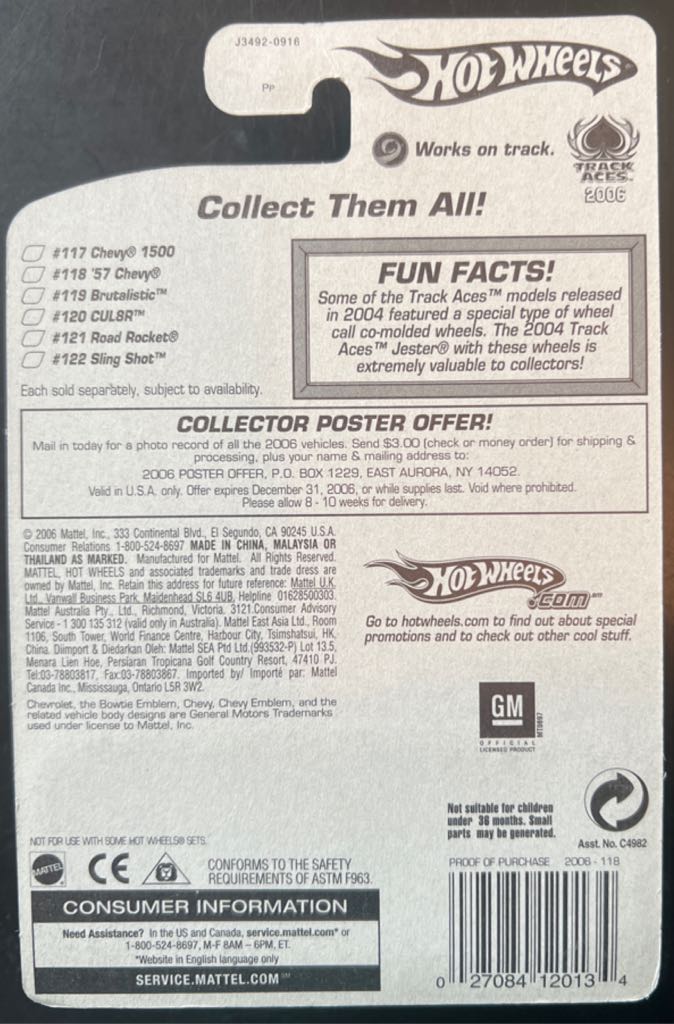 J3492-0916
PP
HOT WHEELS
Works on track.
TRACK
ACES™
2006
Collect Them All!
#117 Chevy® 1500
#118 '57 Chevy®
#119 Brutalistic™
#120 CUL8R™
#121 Road Rocket®
#122 Sling Shot™
Each sold separately, subject to availability.
FUN FACTS!
Some of the Track Aces™ models released
in 2004 featured a special type of wheel
call co-molded wheels. The 2004 Track
Aces™ Jester® with these wheels is
extremely valuable to collectors!
COLLECTOR POSTER OFFER!
Mail in today for a photo record of all the 2006 vehicles. Send $3.00 (check or money order) for shipping &
processing, plus your name & mailing address to:
2006 POSTER OFFER, P.O. BOX 1229, EAST AURORA, NY 14052.
Valid in U.S.A. only. Offer expires December 31, 2006, or while supplies last. Void where prohibited.
Please allow 8 - 10 weeks for delivery.
© 2006 Mattel, Inc., 333 Continental Blvd., El Segundo, CA 90245 U.S.A.
Consumer Relations 1-800-524-8697 MADE IN CHINA, MALAYSIA OR
THAILAND AS MARKED. Manufactured for Mattel. All Rights Reserved.
MATTEL, HOT WHEELS and associated trademarks and trade dress are
owned by Mattel, Inc. Retain this address for future reference: Mattel U.K.
Ltd., Vanwall Business Park, Maidenhead SL6 4UB, Helpline 01628500303.
Mattel Australia Pty., Ltd., Richmond, Victoria. 3121.Consumer Advisory
Service - 1 300 135 312 (valid only in Australia). Mattel East Asia Ltd., Room
1106, South Tower, World Finance Centre, Harbour City, Tsimshatsui, HK,
China. Diimport & Diedarkan Oleh: Mattel SEA Ptd Ltd.(993532-P) Lot 13.5,
Menara Lien Hoe, Persiaran Tropicana Golf Country Resort, 47410 PJ.
Tel:03-78803817, Fax:03-78803867. Imported by/ Importé par: Mattel
Canada Inc., Mississauga, Ontario L5R 3W2.
Chevrolet, the Bowtie Emblem, Chevy, Chevy Emblem, and the
related vehicle body designs are General Motors Trademarks
used under license to Mattel, Inc.
HOT WHEELS
.COM℠
Go to hotwheels.com to find out about special
promotions and to check out other cool stuff.
GM
OFFICIAL
LICENSED PRODUCT
Not suitable for children
under 36 months. Small
parts may be generated.
Asst. No. C4982
NOT FOR USE WITH SOME HOT WHEELS® SETS.
MATTEL
CE
CONFORMS TO THE SAFETY
REQUIREMENTS OF ASTM F963.
CONSUMER INFORMATION
Need Assistance? In the US and Canada, service.mattel.com* or
1-800-524-8697, M-F 8AM – 6PM, ET.
*Website in English language only
SERVICE.MATTEL.COM℠
PROOF OF PURCHASE 2006 - 118
0 27084 12013 4